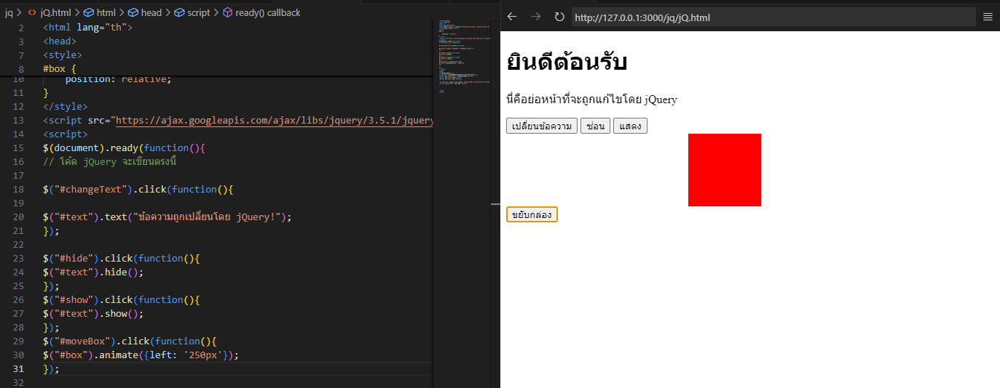 jq > jQ.html > html > head > script > ready() callback
2 <html lang="th">
3 <head>
7 <style>
8 #box {
10 position: relative;
11 }
12 </style>
13 <script src="https://ajax.googleapis.com/ajax/libs/jquery/3.5.1/jquery
14 <script>
15 $(document).ready(function(){
16 // โค้ด jQuery จะเขียนตรงนี้
17
18 $("#changeText").click(function(){
19
20 $("#text").text("ข้อความถูกเปลี่ยนโดย jQuery!");
21 });
22
23 $("#hide").click(function(){
24 $("#text").hide();
25 });
26 $("#show").click(function(){
27 $("#text").show();
28 });
29 $("#moveBox").click(function(){
30 $("#box").animate({left: '250px'});
31 });
32
http://127.0.0.1:3000/jq/jQ.html
ยินดีต้อนรับ
นี่คือย่อหน้าที่จะถูกแก้ไขโดย jQuery
เปลี่ยนข้อความ ซ่อน แสดง
ขยับกล่อง